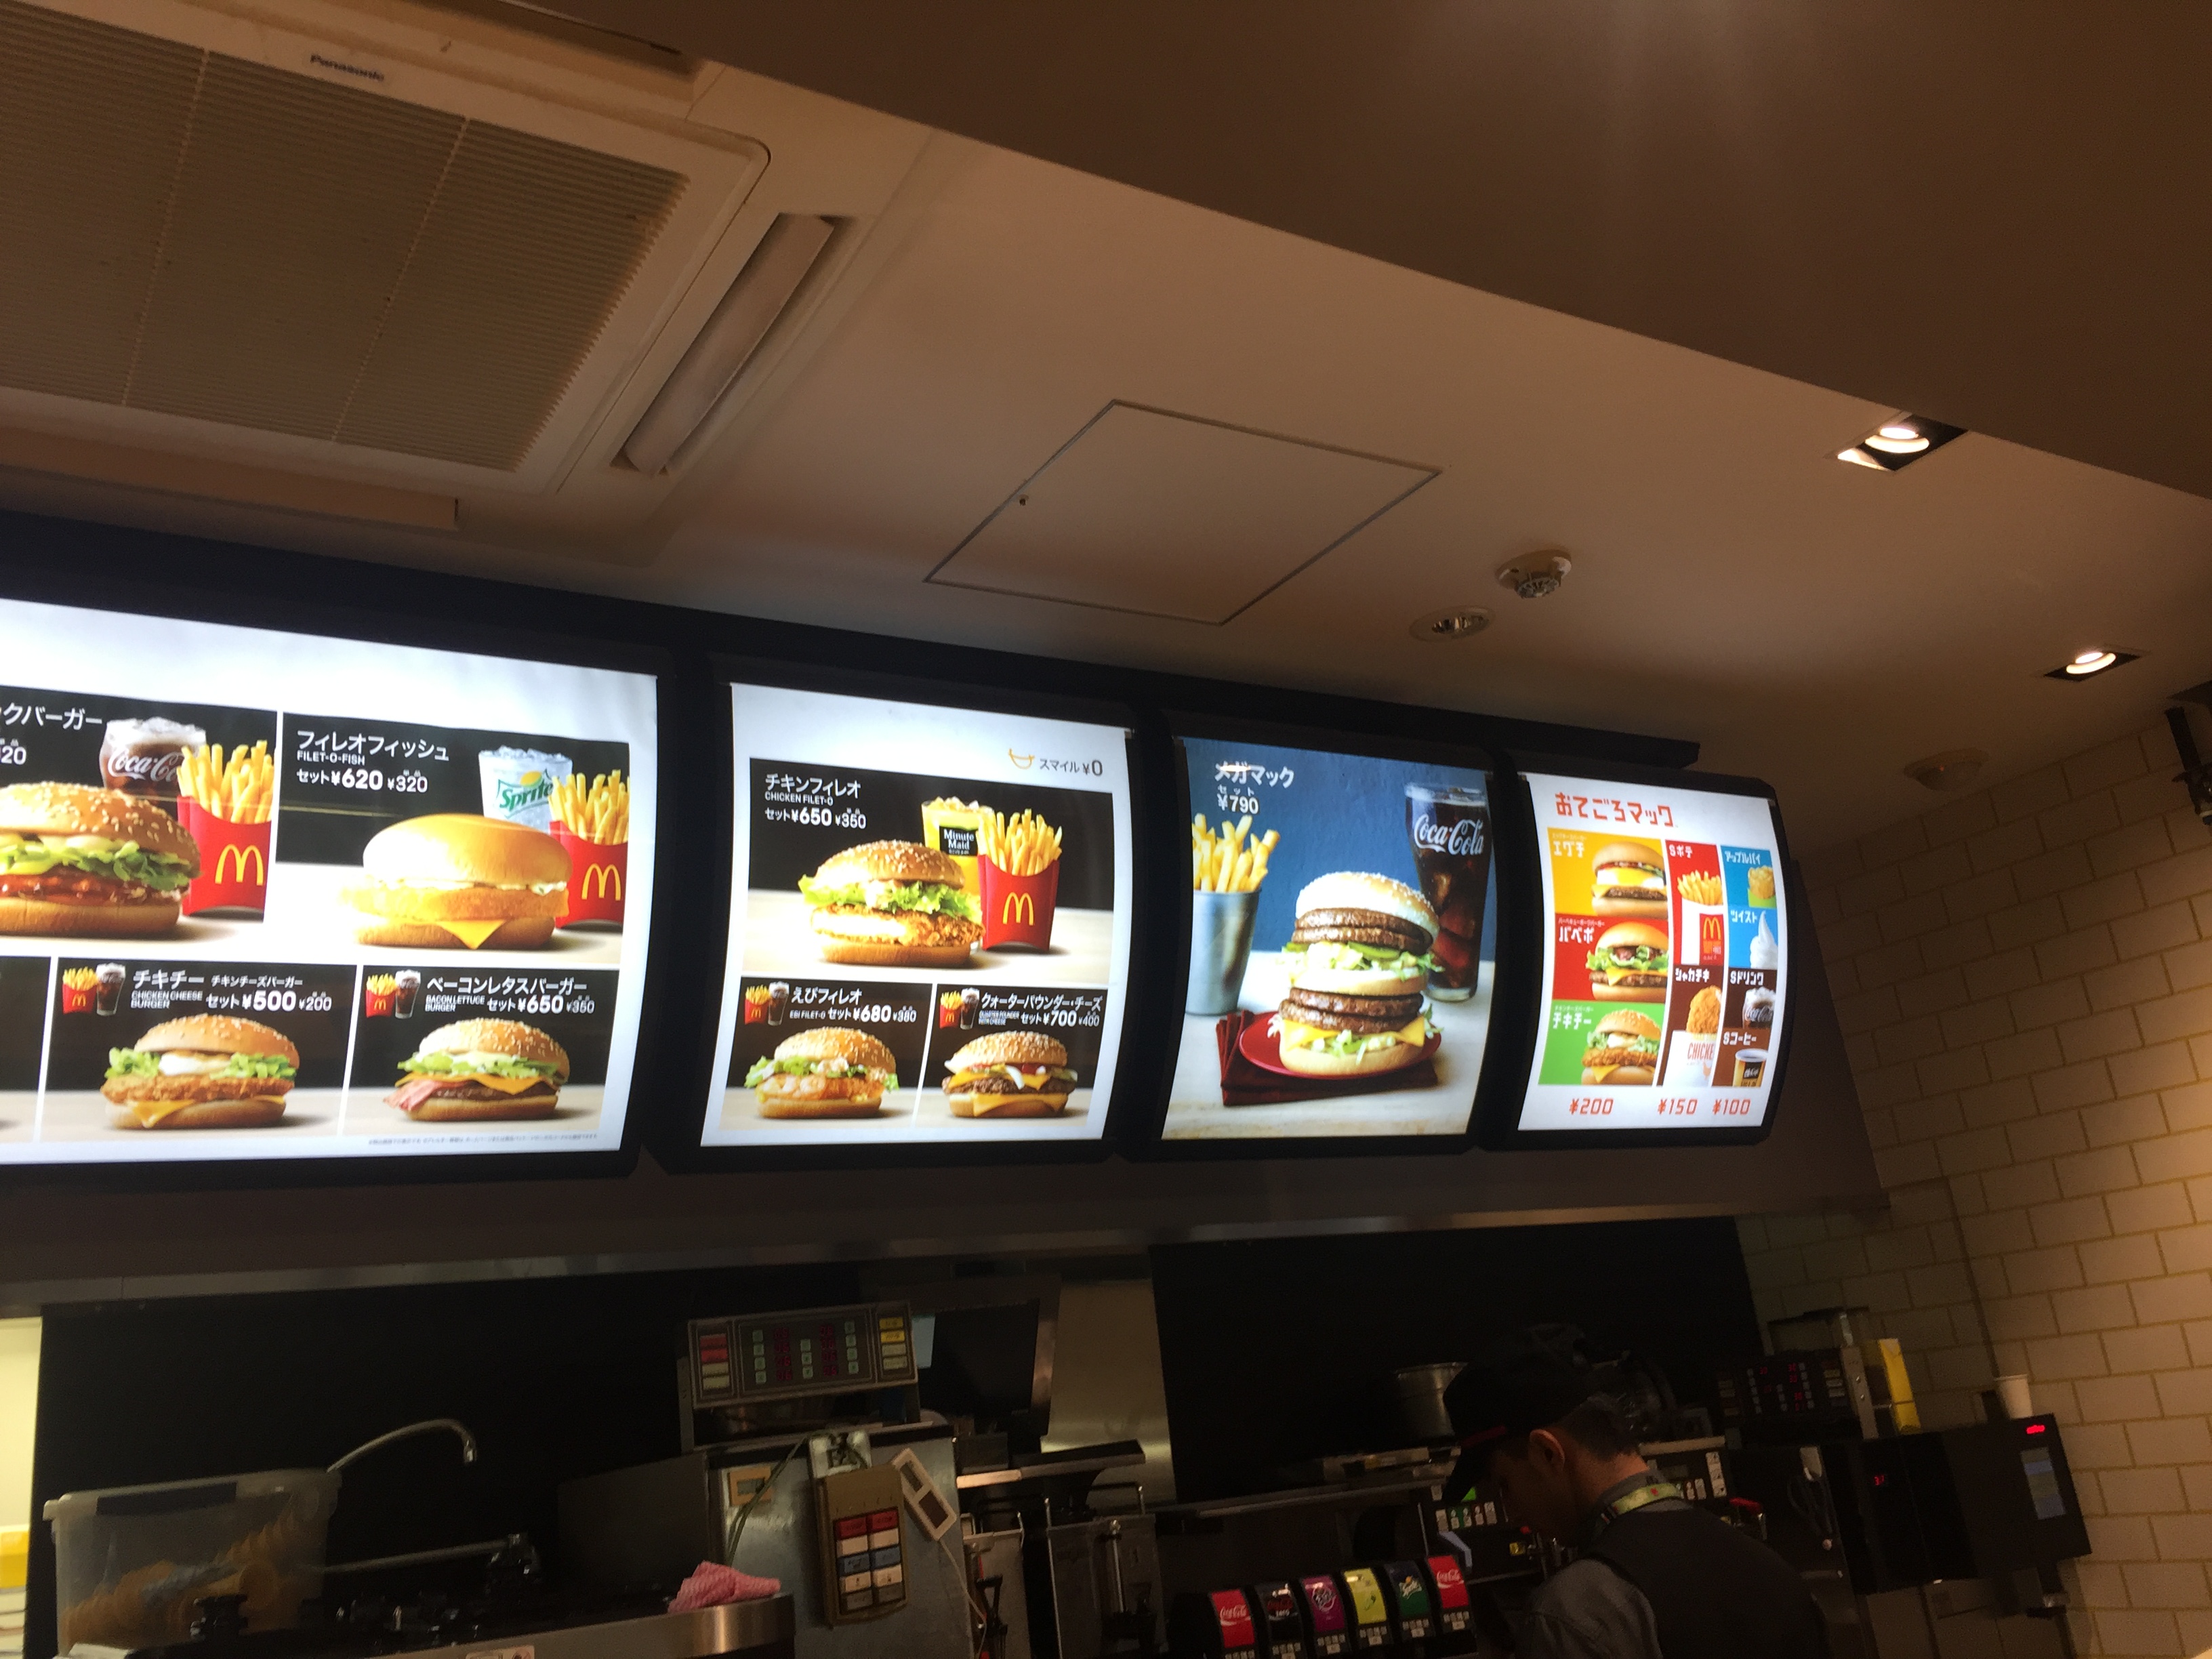 Panasonic
クバーガー
20
Coca-Cola
フィレオフィッシュ
FILET-O-FISH
セット¥620 ¥320
Sprite
チキチー チキンチーズバーガー
CHICKEN CHEESE
BURGER
セット¥500 ¥200
ベーコンレタスバーガー
BACON LETTUCE
BURGER
セット¥650 ¥350
スマイル ¥0
チキンフィレオ
CHICKEN FILET-O
セット¥650 ¥350
Minute
Maid
えびフィレオ
EBI FILET-O セット¥680 ¥380
クォーターパウンダー・チーズ
QUARTER POUNDER
WITH CHEESE
セット¥700 ¥400
メガマック
セット
¥790
Coca-Cola
おてごろマック
エグチ
バベポ
チキチー
¥200
Sポテ
シャカチキ
CHICKE
¥150
アップルパイ
ツイスト
Sドリンク
Sコーヒー
¥100
Coca-Cola
zero
Sprite
Coca-Cola